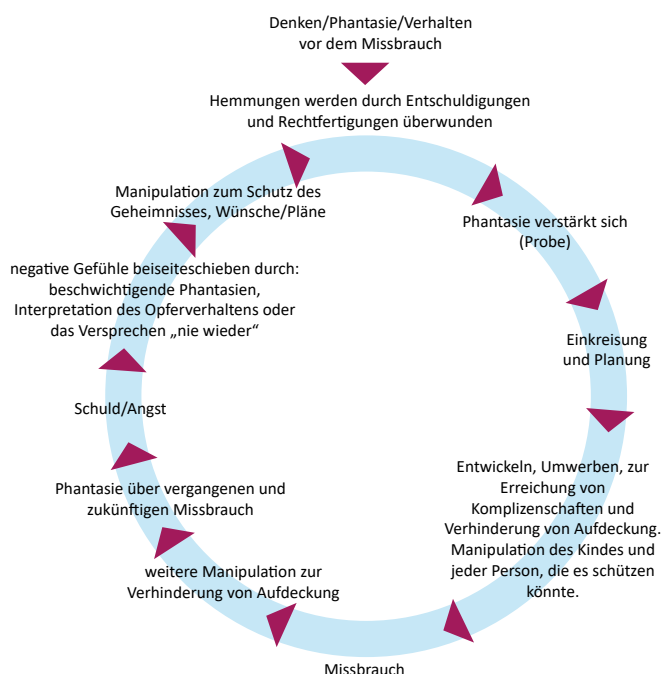 Denken/Phantasie/Verhalten
vor dem Missbrauch
Hemmungen werden durch Entschuldigungen
und Rechtfertigungen überwunden
Phantasie verstärkt sich
(Probe)
Einkreisung
und Planung
Entwickeln, Umwerben, zur
Erreichung von
Komplizenschaften und
Verhinderung von Aufdeckung.
Manipulation des Kindes und
jeder Person, die es schützen
könnte.
Missbrauch
weitere Manipulation zur
Verhinderung von Aufdeckung
Phantasie über vergangenen und
zukünftigen Missbrauch
Schuld/Angst
negative Gefühle beiseiteschieben durch:
beschwichtigende Phantasien,
Interpretation des Opferverhaltens oder
das Versprechen „nie wieder“
Manipulation zum Schutz des
Geheimnisses, Wünsche/Pläne